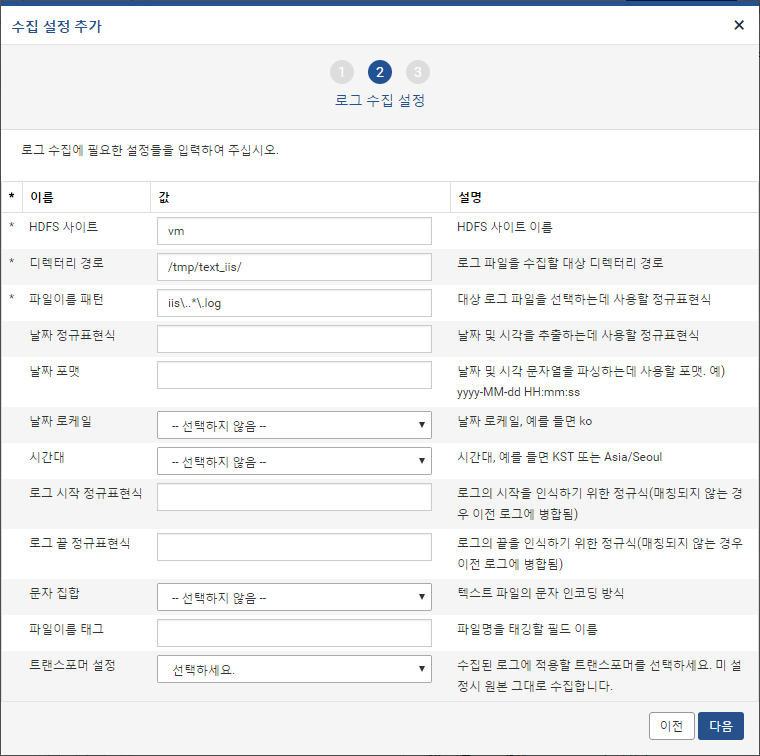 수집 설정 추가 ×
1 2 3
로그 수집 설정
로그 수집에 필요한 설정들을 입력하여 주십시오.
* 이름 값 설명
* HDFS 사이트 vm HDFS 사이트 이름
* 디렉터리 경로 /tmp/text_iis/ 로그 파일을 수집할 대상 디렉터리 경로
* 파일이름 패턴 iis\..*\.log 대상 로그 파일을 선택하는데 사용할 정규표현식
날짜 정규표현식 날짜 및 시각을 추출하는데 사용할 정규표현식
날짜 포맷 날짜 및 시각 문자열을 파싱하는데 사용할 포맷. 예)
yyyy-MM-dd HH:mm:ss
날짜 로케일 -- 선택하지 않음 -- 날짜 로케일, 예를 들면 ko
시간대 -- 선택하지 않음 -- 시간대, 예를 들면 KST 또는 Asia/Seoul
로그 시작 정규표현식 로그의 시작을 인식하기 위한 정규식(매칭되지 않는 경
우 이전 로그에 병합됨)
로그 끝 정규표현식 로그의 끝을 인식하기 위한 정규식(매칭되지 않는 경우
이전 로그에 병합됨)
문자 집합 -- 선택하지 않음 -- 텍스트 파일의 문자 인코딩 방식
파일이름 태그 파일명을 태깅할 필드 이름
트랜스포머 설정 선택하세요. 수집된 로그에 적용할 트랜스포머를 선택하세요. 미 설
정시 원본 그대로 수집합니다.
이전 다음